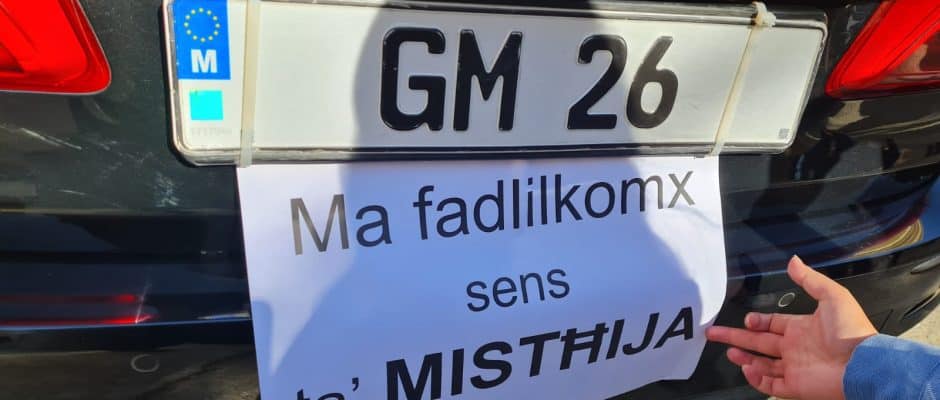 M
GM 26
Ma fadlilkomx
sens
ta' MISTĦIJA